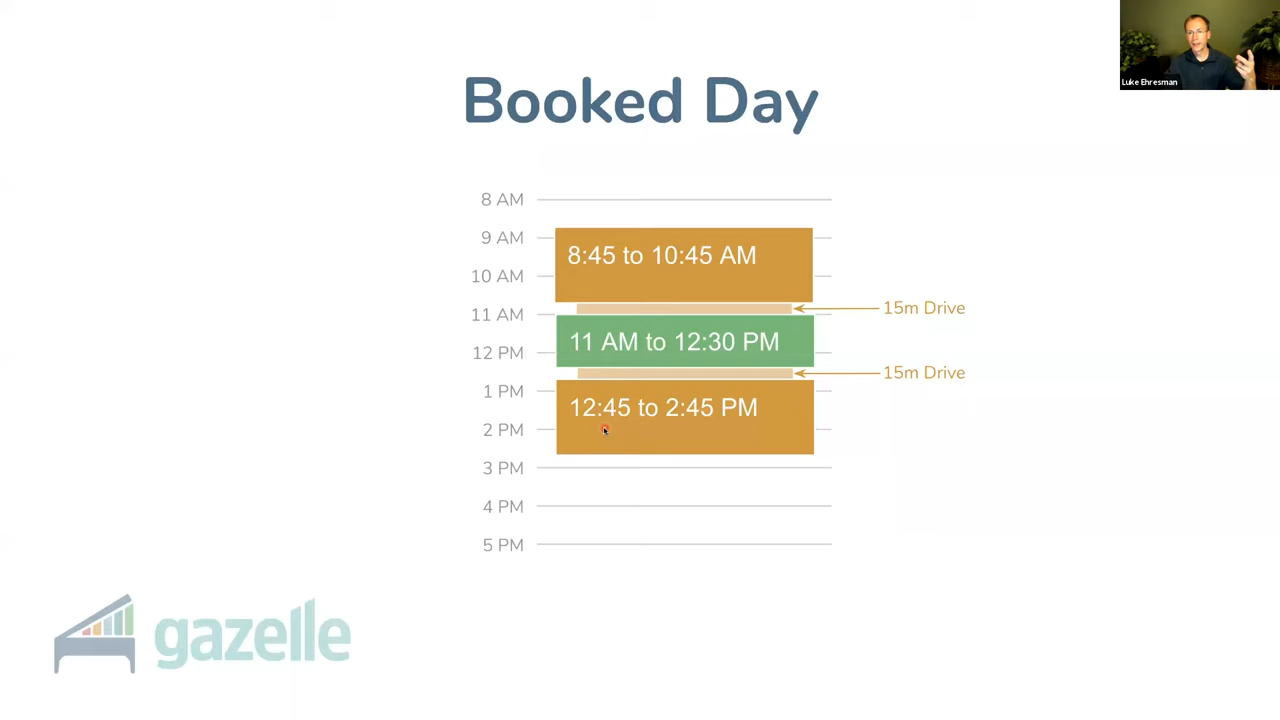 Luke Ehresman
Booked Day
8 AM
9 AM
8:45 to 10:45 AM
10 AM
15m Drive
11 AM
11 AM to 12:30 PM
12 PM
15m Drive
1 PM
12:45 to 2:45 PM
2 PM
3 PM
4 PM
5 PM
gazelle